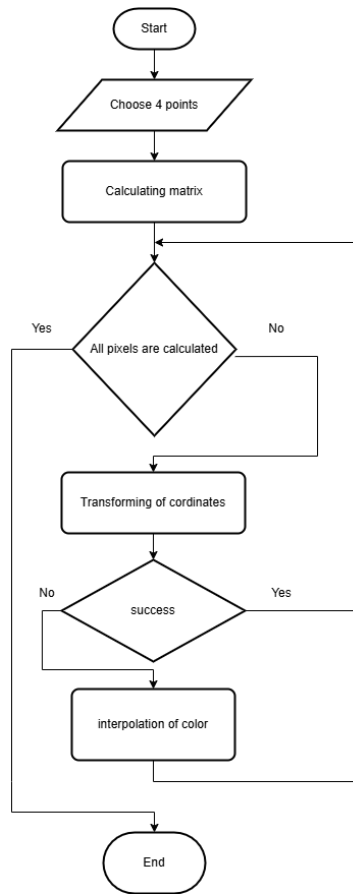 Start
Choose 4 points
Calculating matrix
Yes
No
All pixels are calculated
Transforming of cordinates
No
Yes
success
interpolation of color
End